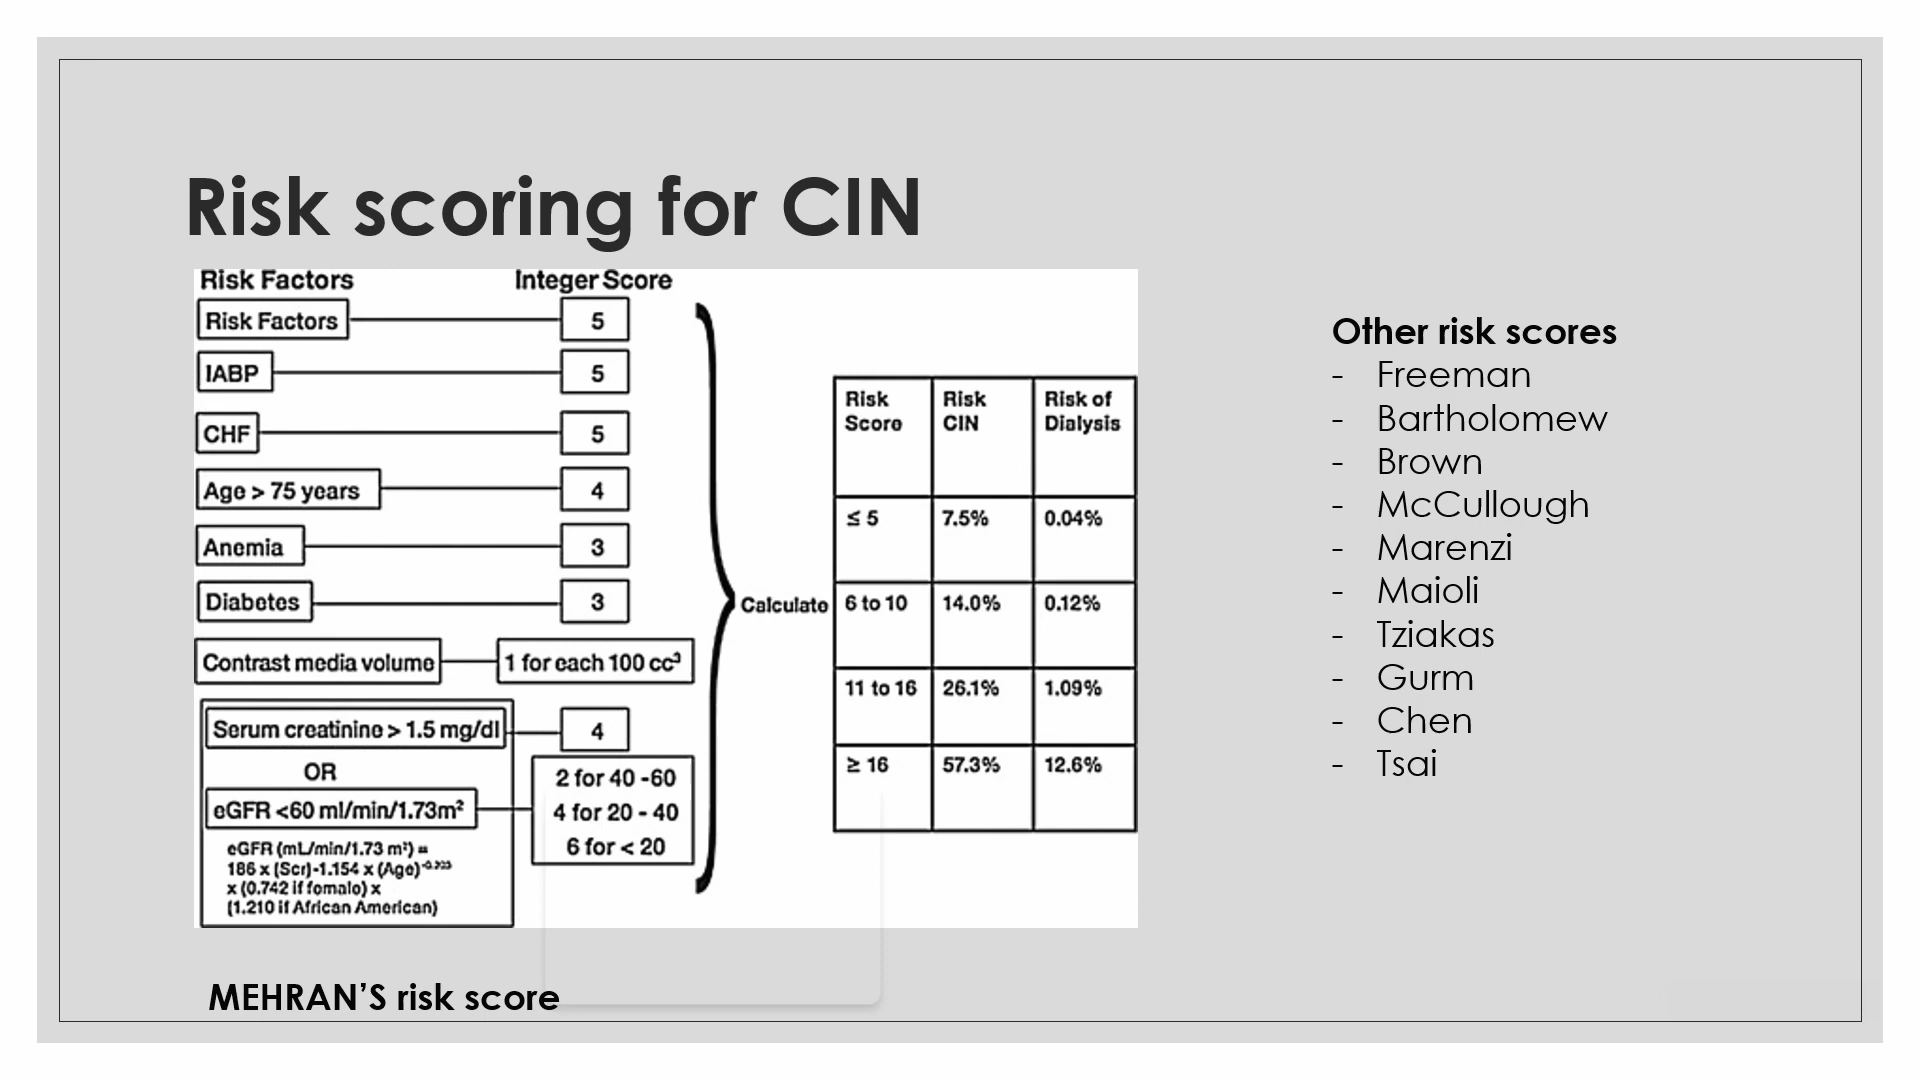 Risk scoring for CIN
Risk Factors Integer Score
Risk Factors 5
IABP 5
CHF 5
Age > 75 years 4
Anemia 3
Diabetes 3
Contrast media volume 1 for each 100 cc³
Serum creatinine > 1.5 mg/dl 4
OR
eGFR <60 ml/min/1.73m²
2 for 40 -60
4 for 20 - 40
6 for < 20
eGFR (mL/min/1.73 m²) =
186 x (Scr)-1.154 x (Age)-0.203
x (0.742 if female) x
(1.210 if African American)
Calculate
Risk Score Risk CIN Risk of Dialysis
≤ 5 7.5% 0.04%
6 to 10 14.0% 0.12%
11 to 16 26.1% 1.09%
≥ 16 57.3% 12.6%
MEHRAN’S risk score
Other risk scores
- Freeman
- Bartholomew
- Brown
- McCullough
- Marenzi
- Maioli
- Tziakas
- Gurm
- Chen
- Tsai